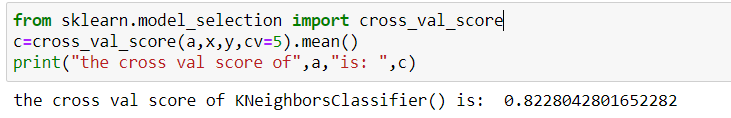 from sklearn.model_selection import cross_val_score
c=cross_val_score(a,x,y,cv=5).mean()
print("the cross val score of",a,"is: ",c)
the cross val score of KNeighborsClassifier() is:  0.8228042801652282